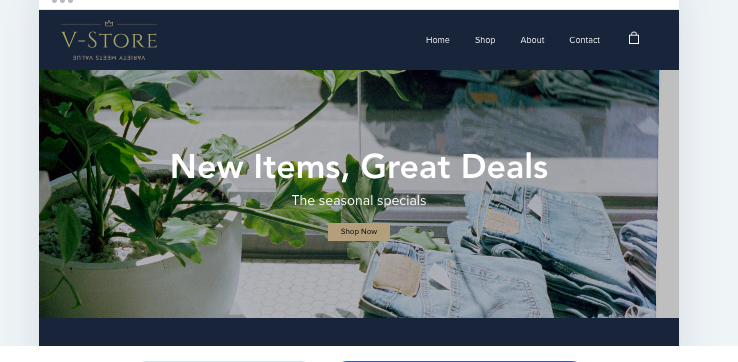 V-STORE
VARIETY MEETS VALUE
Home
Shop
About
Contact
New Items, Great Deals
The seasonal specials
Shop Now